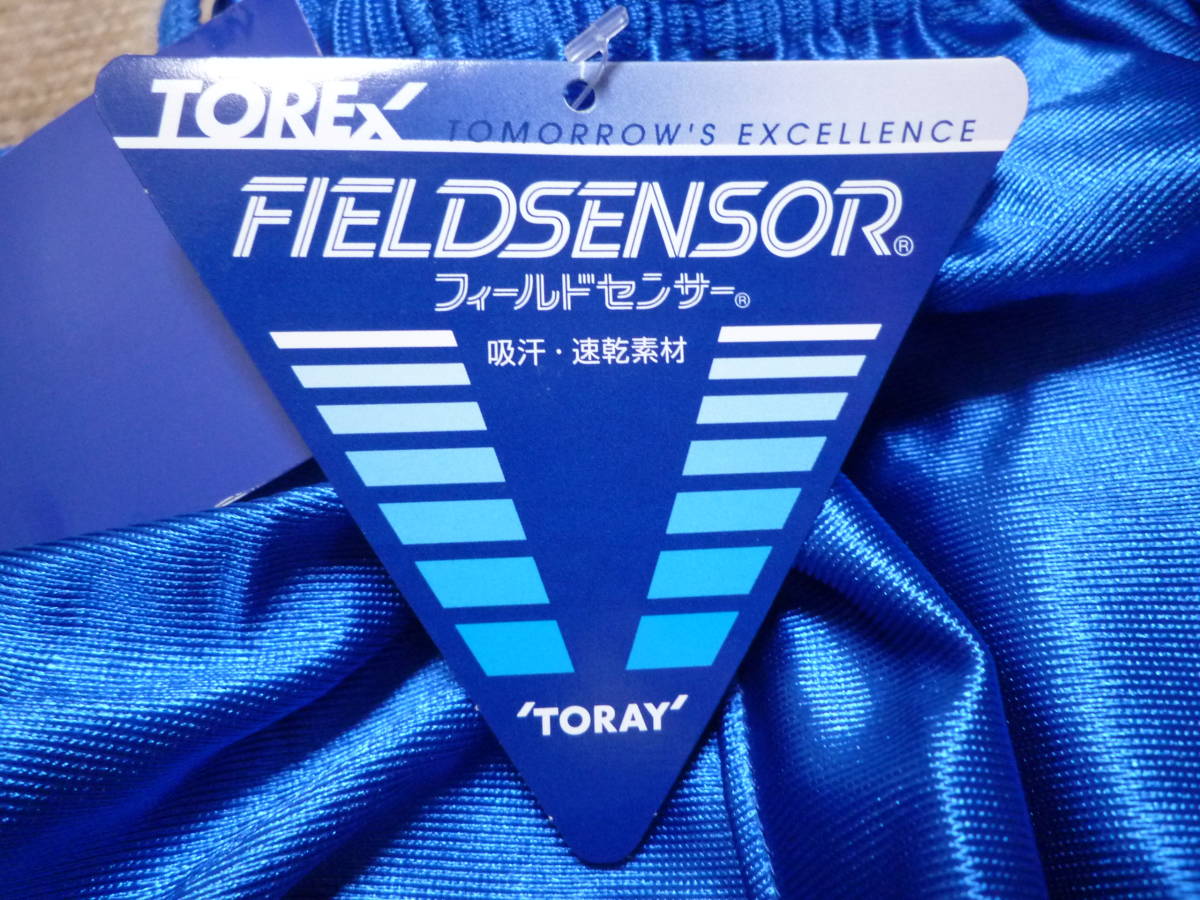 TOREX
TOMORROW'S EXCELLENCE
FIELDSENSOR®
フィールドセンサー®
吸汗・速乾素材
'TORAY'